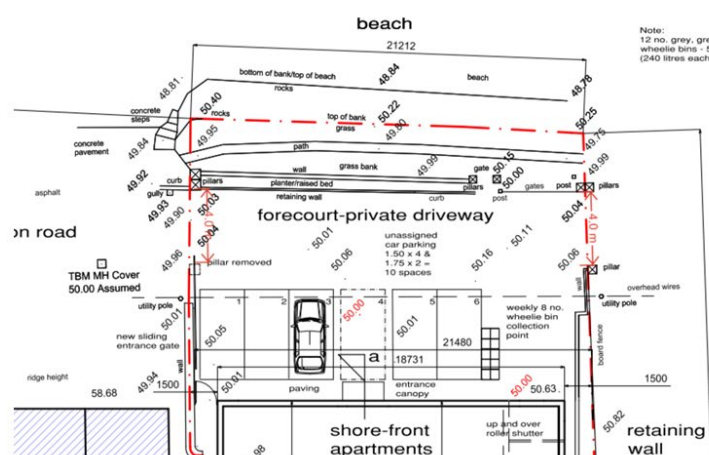 beach
21212
Note:
12 no. grey, gre
wheelie bins - 5
(240 litres each
bottom of bank/top of beach
48.84
beach
48.81
rocks
48.78
50.40
rocks
concrete
steps
top of bank
50.22
50.25
grass
49.80
49.95
49.84
49.75
concrete
pavement
path
49.99
49.99
grass bank
wall
gate
50.15
49.92
curb
pillars
planter/raised bed
pillars
50.00
gates
post
pillars
asphalt
gully
retaining wall
curb
post
49.93
50.03
49.90
4.0 m
forecourt-private driveway
50.04
4.0 m
on road
50.04
50.01
unassigned
car parking
1.50 x 4 &
1.75 x 2 =
10 spaces
50.11
49.96
50.06
50.16
50.06
pillar removed
pillar
TBM MH Cover
50.00 Assumed
wall
overhead wires
utility pole
1
2
3
4
5
6
utility pole
50.01
50.00
weekly 8 no.
wheelie bin
collection
point
new sliding
entrance gate
50.05
50.01
21480
board fence
wall
a
18731
ridge height
49.94
58.68
1500
50.01
paving
entrance
canopy
50.00
50.63
1500
shore-front
apartments
up and over
roller shutter
50.82
retaining
wall
98